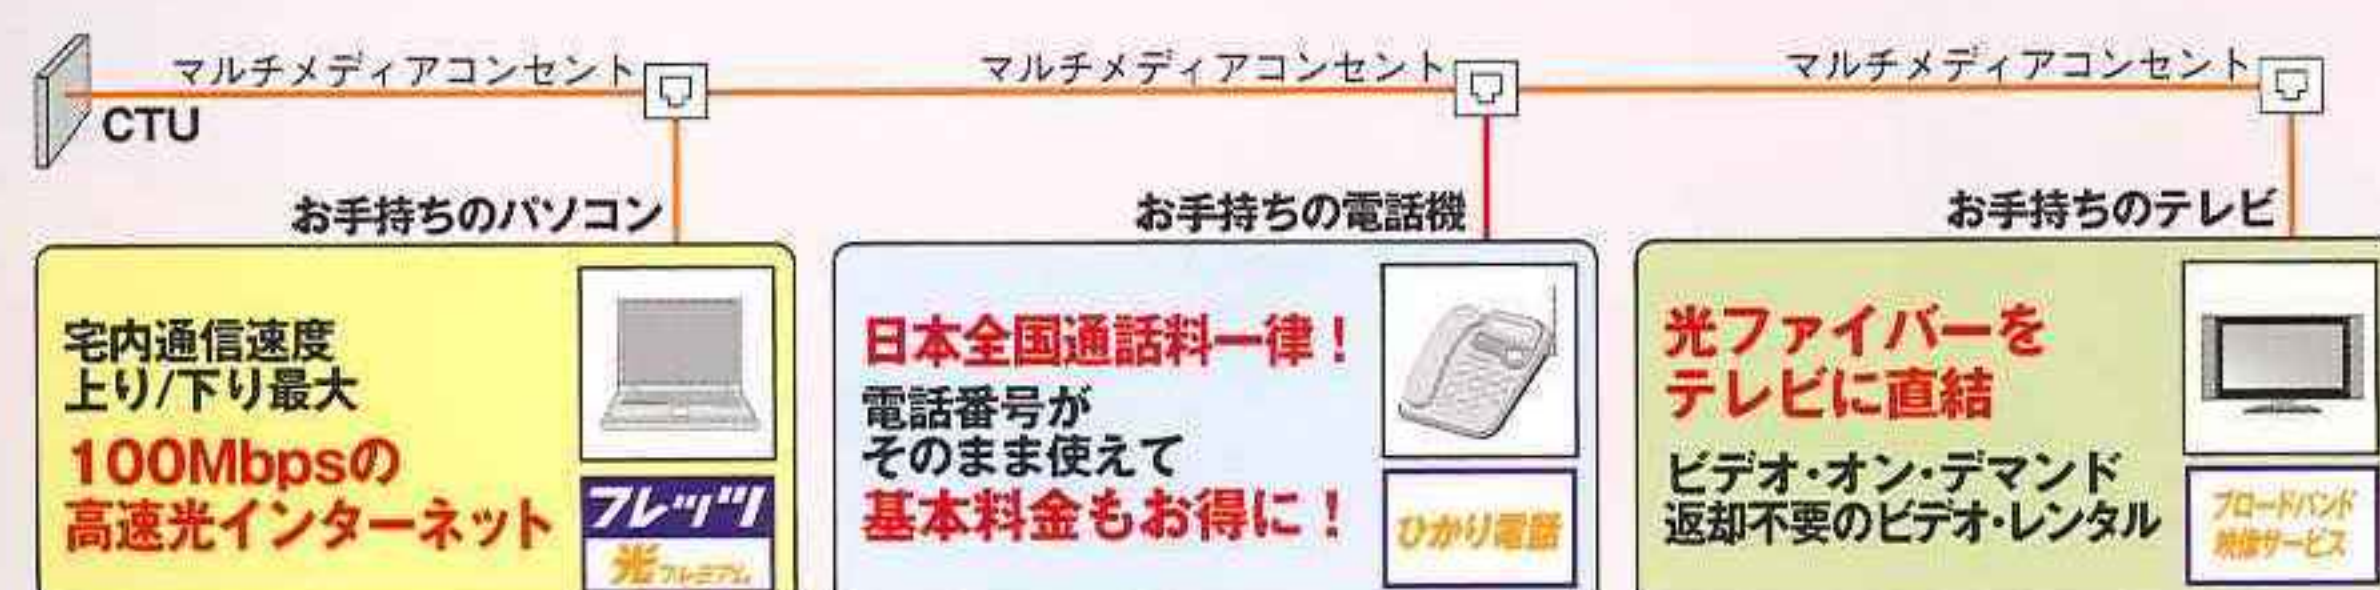 マルチメディアコンセント
マルチメディアコンセント
マルチメディアコンセント
CTU
お手持ちのパソコン
お手持ちの電話機
お手持ちのテレビ
宅内通信速度
上り/下り最大
100Mbpsの
高速光インターネット
フレッツ
光プレミアム
日本全国通話料一律!
電話番号が
そのまま使えて
基本料金もお得に!
ひかり電話
光ファイバーを
テレビに直結
ビデオ・オン・デマンド
返却不要のビデオ・レンタル
ブロードバンド
映像サービス